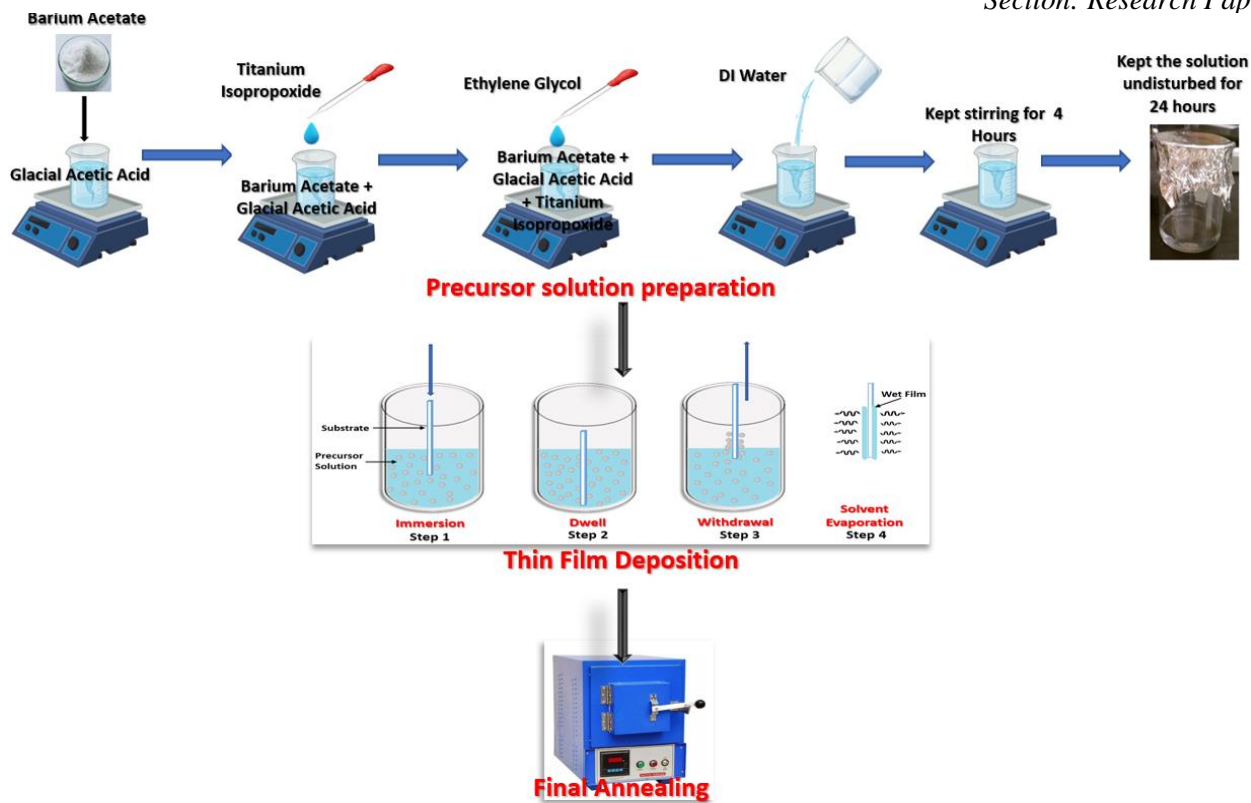 Section: Research Pap
Barium Acetate
Glacial Acetic Acid
Titanium
Isopropoxide
Barium Acetate +
Glacial Acetic Acid
Ethylene Glycol
Barium Acetate +
Glacial Acetic Acid
+ Titanium
Isopropoxide
DI Water
Kept stirring for 4
Hours
Kept the solution
undisturbed for
24 hours
Precursor solution preparation
Substrate
Precursor
Solution
Immersion
Step 1
Dwell
Step 2
Withdrawal
Step 3
Wet Film
Solvent
Evaporation
Step 4
Thin Film Deposition
Final Annealing